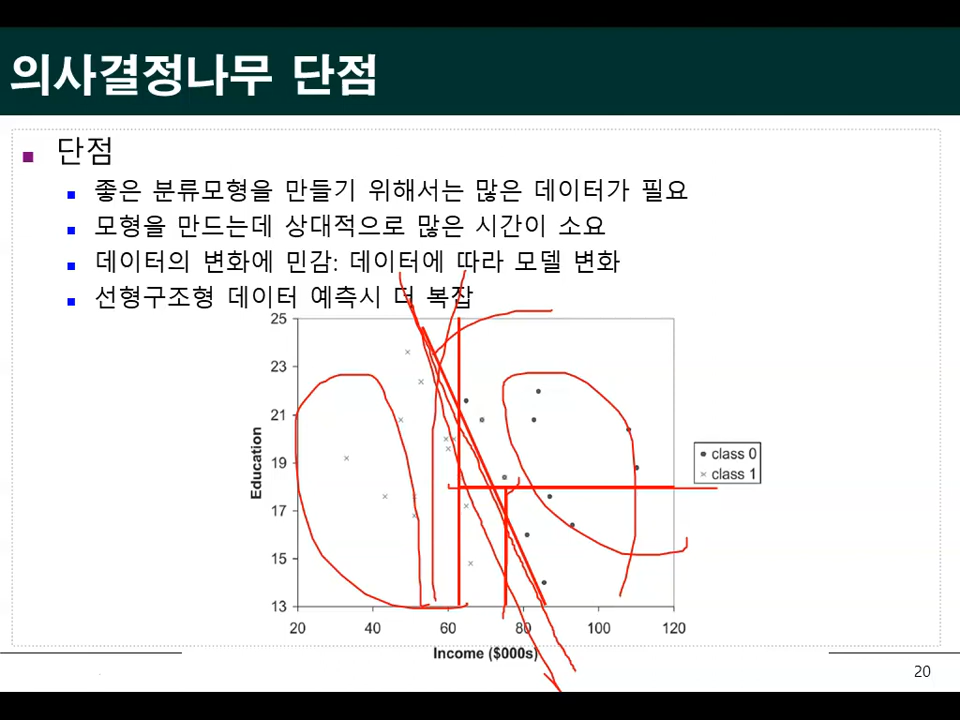 의사결정나무 단점
단점
좋은 분류모형을 만들기 위해서는 많은 데이터가 필요
모형을 만드는데 상대적으로 많은 시간이 소요
데이터의 변화에 민감: 데이터에 따라 모델 변화
선형구조형 데이터 예측시 더 복잡
25
23
21
19
17
15
13
Education
class 0
class 1
20 40 60 80 100 120
Income ($000s)
20